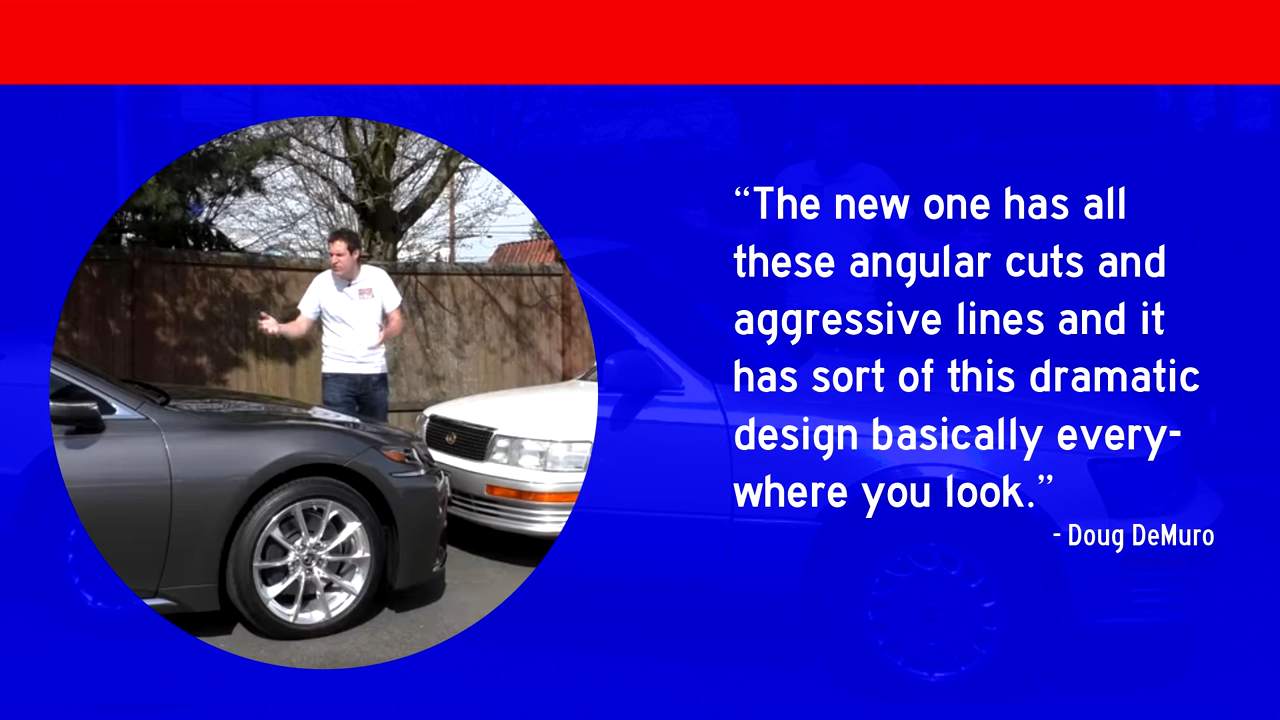 “The new one has all
these angular cuts and
aggressive lines and it
has sort of this dramatic
design basically every-
where you look.”
- Doug DeMuro